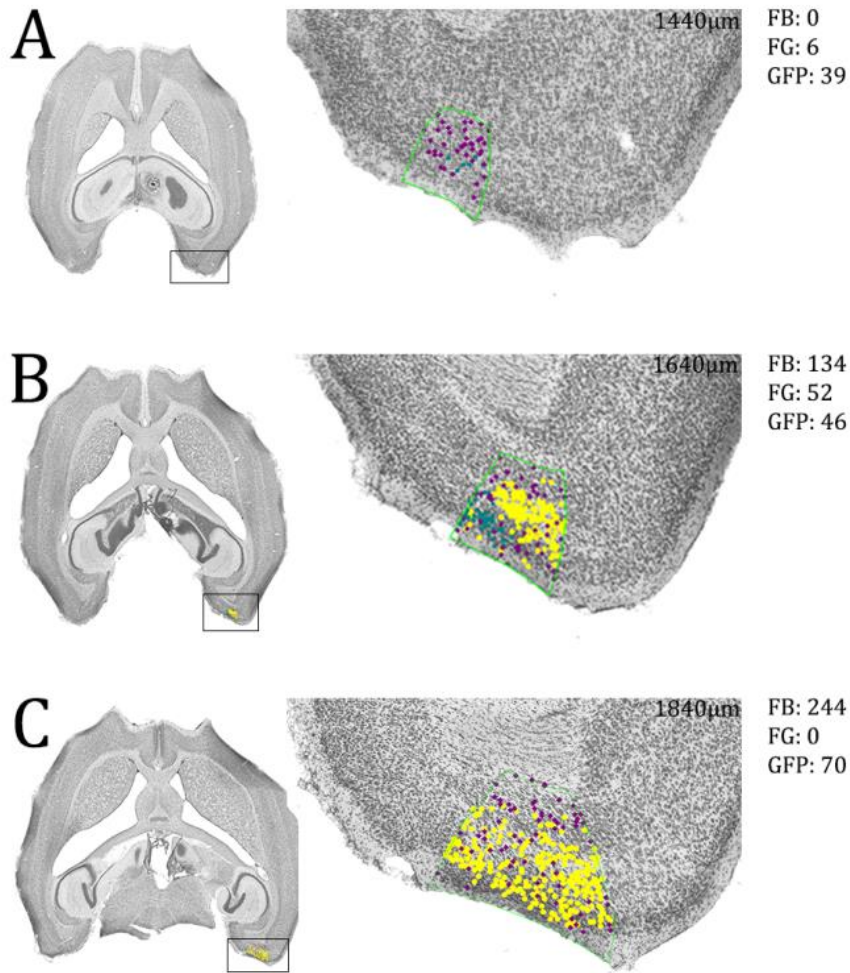 A
1440µm
FB: 0
FG: 6
GFP: 39
B
1640µm
FB: 134
FG: 52
GFP: 46
C
1840µm
FB: 244
FG: 0
GFP: 70